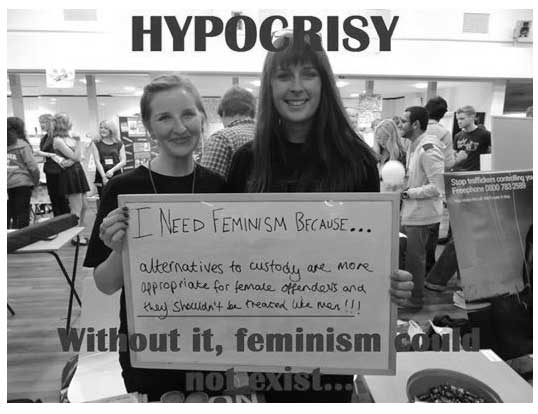 HYPOCRISY
Stop traffickers controlling you
Freephone 0800 783 2589
I NEED FEMINISM BECAUSE...
alternatives to custody are more
appropriate for female offenders and
they shouldn't be treated like men!!!
Without it, feminism could
not exist...